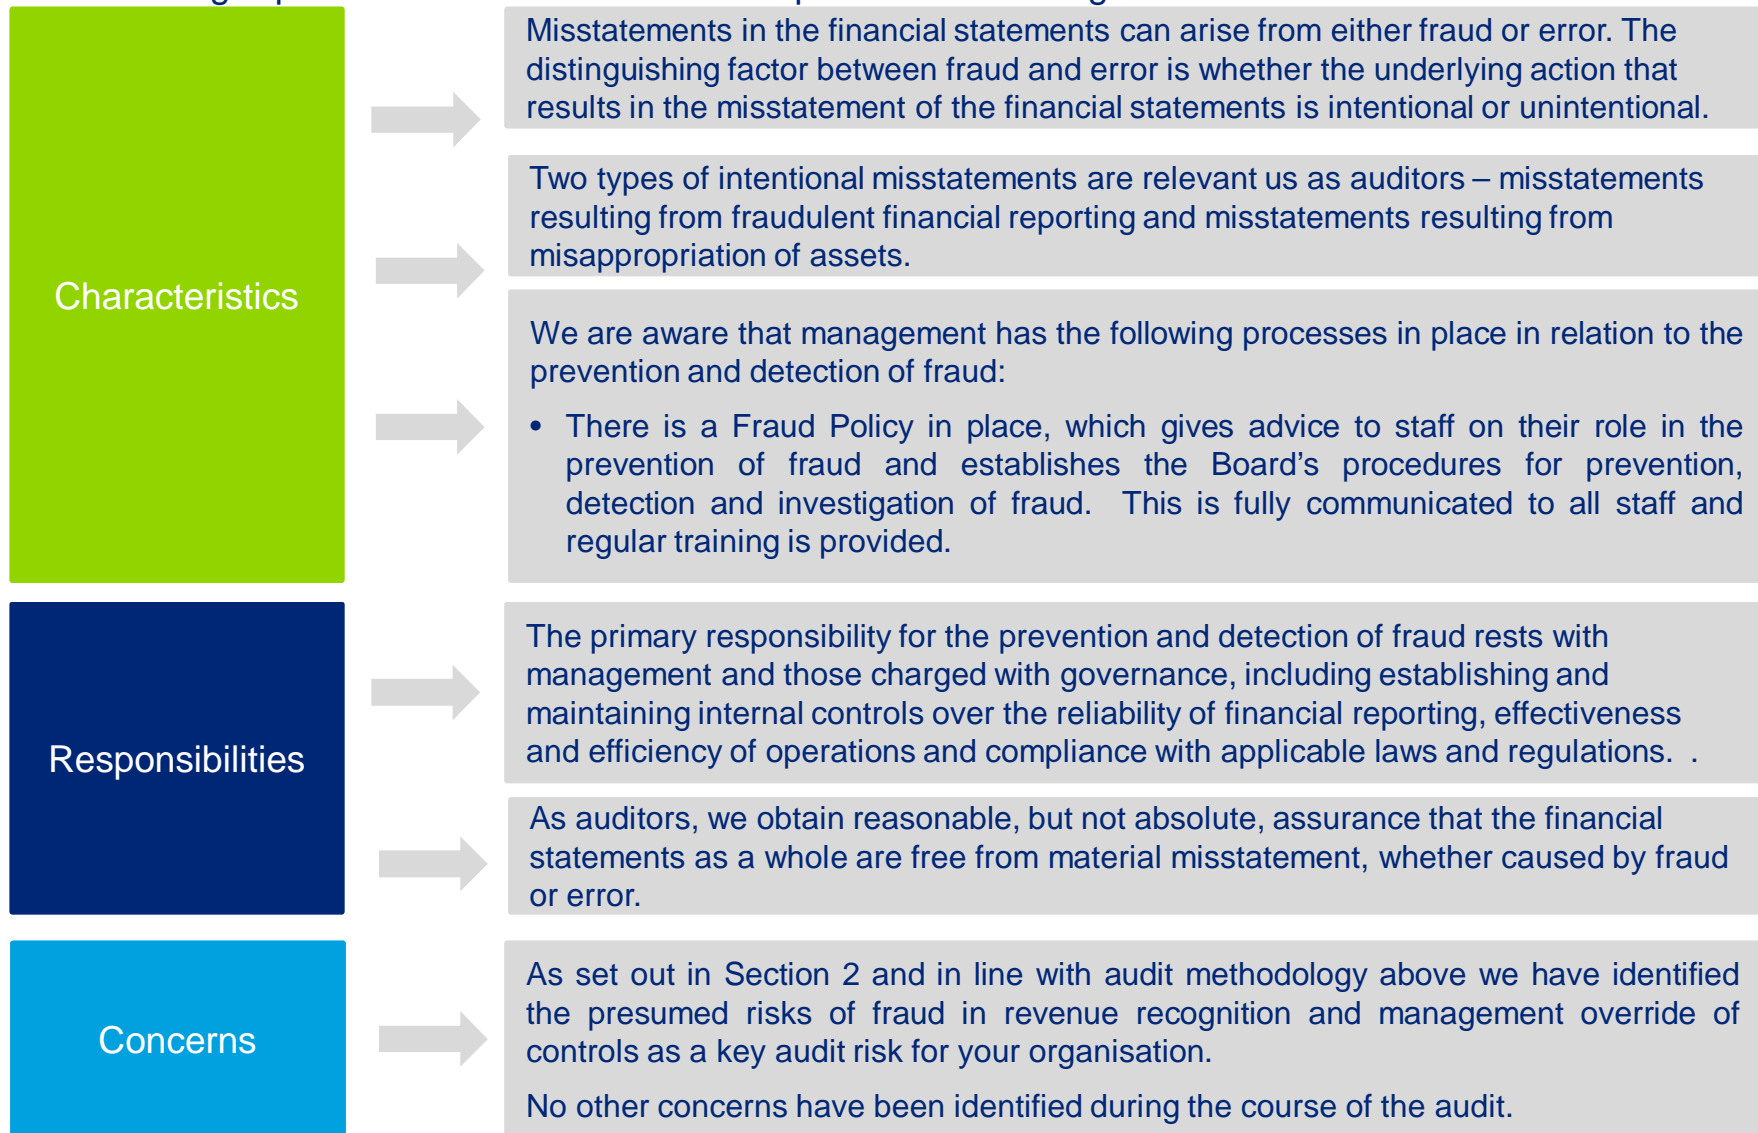 Characteristics
Misstatements in the financial statements can arise from either fraud or error. The
distinguishing factor between fraud and error is whether the underlying action that
results in the misstatement of the financial statements is intentional or unintentional.
Two types of intentional misstatements are relevant us as auditors – misstatements
resulting from fraudulent financial reporting and misstatements resulting from
misappropriation of assets.
We are aware that management has the following processes in place in relation to the
prevention and detection of fraud:
• There is a Fraud Policy in place, which gives advice to staff on their role in the
prevention of fraud and establishes the Board’s procedures for prevention,
detection and investigation of fraud. This is fully communicated to all staff and
regular training is provided.
Responsibilities
The primary responsibility for the prevention and detection of fraud rests with
management and those charged with governance, including establishing and
maintaining internal controls over the reliability of financial reporting, effectiveness
and efficiency of operations and compliance with applicable laws and regulations. .
As auditors, we obtain reasonable, but not absolute, assurance that the financial
statements as a whole are free from material misstatement, whether caused by fraud
or error.
Concerns
As set out in Section 2 and in line with audit methodology above we have identified
the presumed risks of fraud in revenue recognition and management override of
controls as a key audit risk for your organisation.
No other concerns have been identified during the course of the audit.